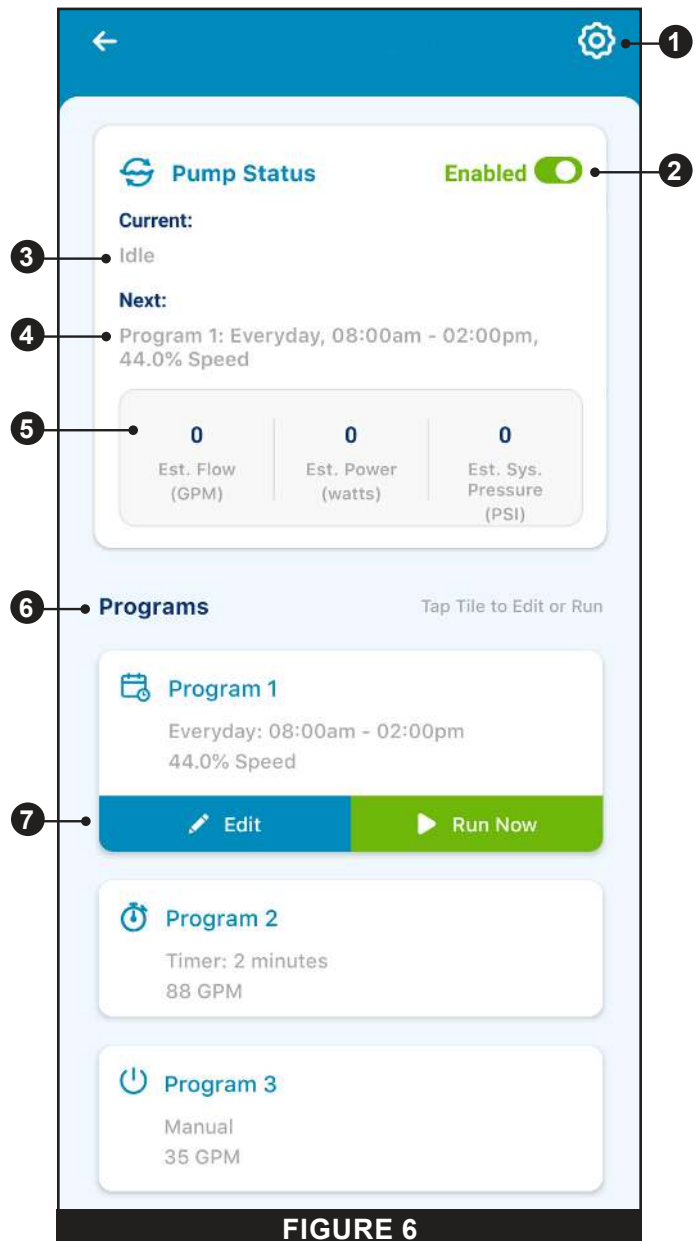 1
Pump Status
Enabled
2
Current:
3
Idle
Next:
4
Program 1: Everyday, 08:00am - 02:00pm,
44.0% Speed
5
0
0
0
Est. Flow
(GPM)
Est. Power
(watts)
Est. Sys.
Pressure
(PSI)
6
Programs
Tap Tile to Edit or Run
Program 1
Everyday: 08:00am - 02:00pm
44.0% Speed
7
Edit
Run Now
Program 2
Timer: 2 minutes
88 GPM
Program 3
Manual
35 GPM
FIGURE 6